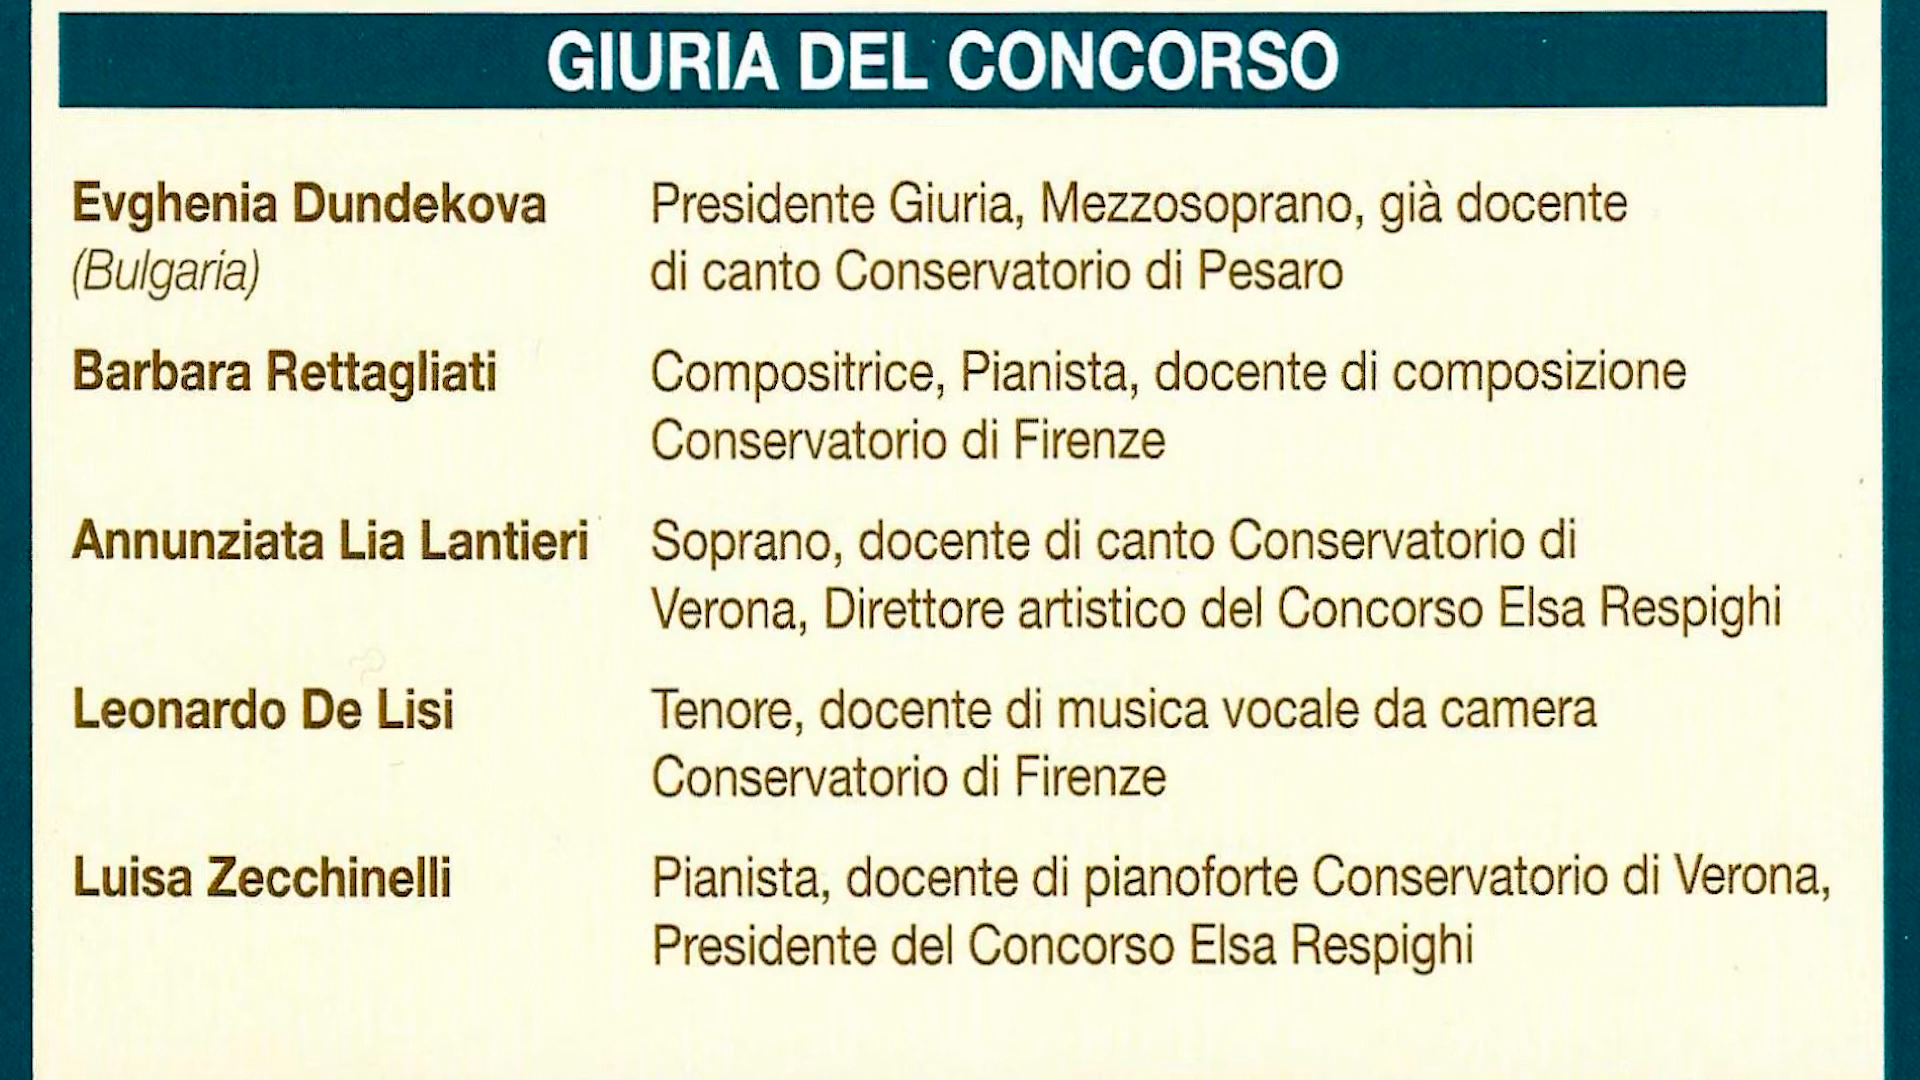 GIURIA DEL CONCORSO
Evghenia Dundekova Presidente Giuria, Mezzosoprano, già docente
(Bulgaria) di canto Conservatorio di Pesaro
Barbara Rettagliati Compositrice, Pianista, docente di composizione
Conservatorio di Firenze
Annunziata Lia Lantieri Soprano, docente di canto Conservatorio di
Verona, Direttore artistico del Concorso Elsa Respighi
Leonardo De Lisi Tenore, docente di musica vocale da camera
Conservatorio di Firenze
Luisa Zecchinelli Pianista, docente di pianoforte Conservatorio di Verona,
Presidente del Concorso Elsa Respighi